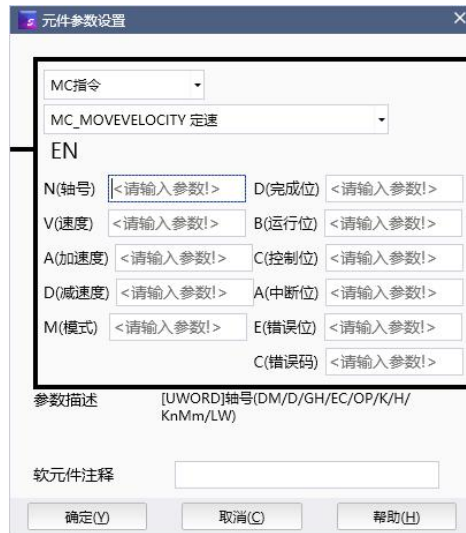 元件参数设置
MC指令
MC_MOVEVELOCITY 定速
EN
N(轴号) <请输入参数!> D(完成位) <请输入参数!>
V(速度) <请输入参数!> B(运行位) <请输入参数!>
A(加速度) <请输入参数!> C(控制位) <请输入参数!>
D(减速度) <请输入参数!> A(中断位) <请输入参数!>
M(模式) <请输入参数!> E(错误位) <请输入参数!>
C(错误码) <请输入参数!>
参数描述 [UWORD]轴号(DM/D/GH/EC/OP/K/H/
KnMm/LW)
软元件注释
确定(Y) 取消(C) 帮助(H)